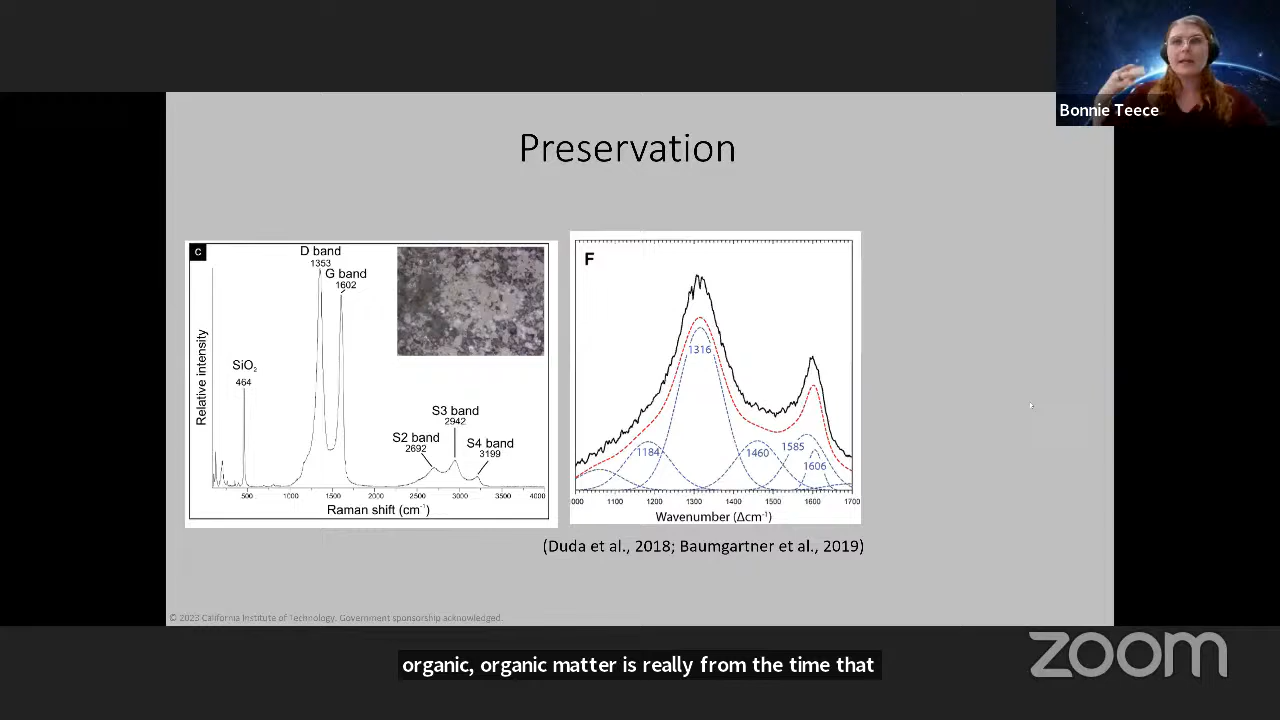 Bonnie Teece
Preservation
C
D band
1353
G band
1602
SiO₂
464
S3 band
2942
S2 band
2692
S4 band
3199
Relative intensity
500 1000 1500 2000 2500 3000 3500 4000
Raman shift (cm⁻¹)
F
1316
1184
1460
1585
1606
000 1100 1200 1300 1400 1500 1600 1700
Wavenumber (Δcm⁻¹)
(Duda et al., 2018; Baumgartner et al., 2019)
© 2023 California Institute of Technology. Government sponsorship acknowledged.
organic, organic matter is really from the time that
zoom